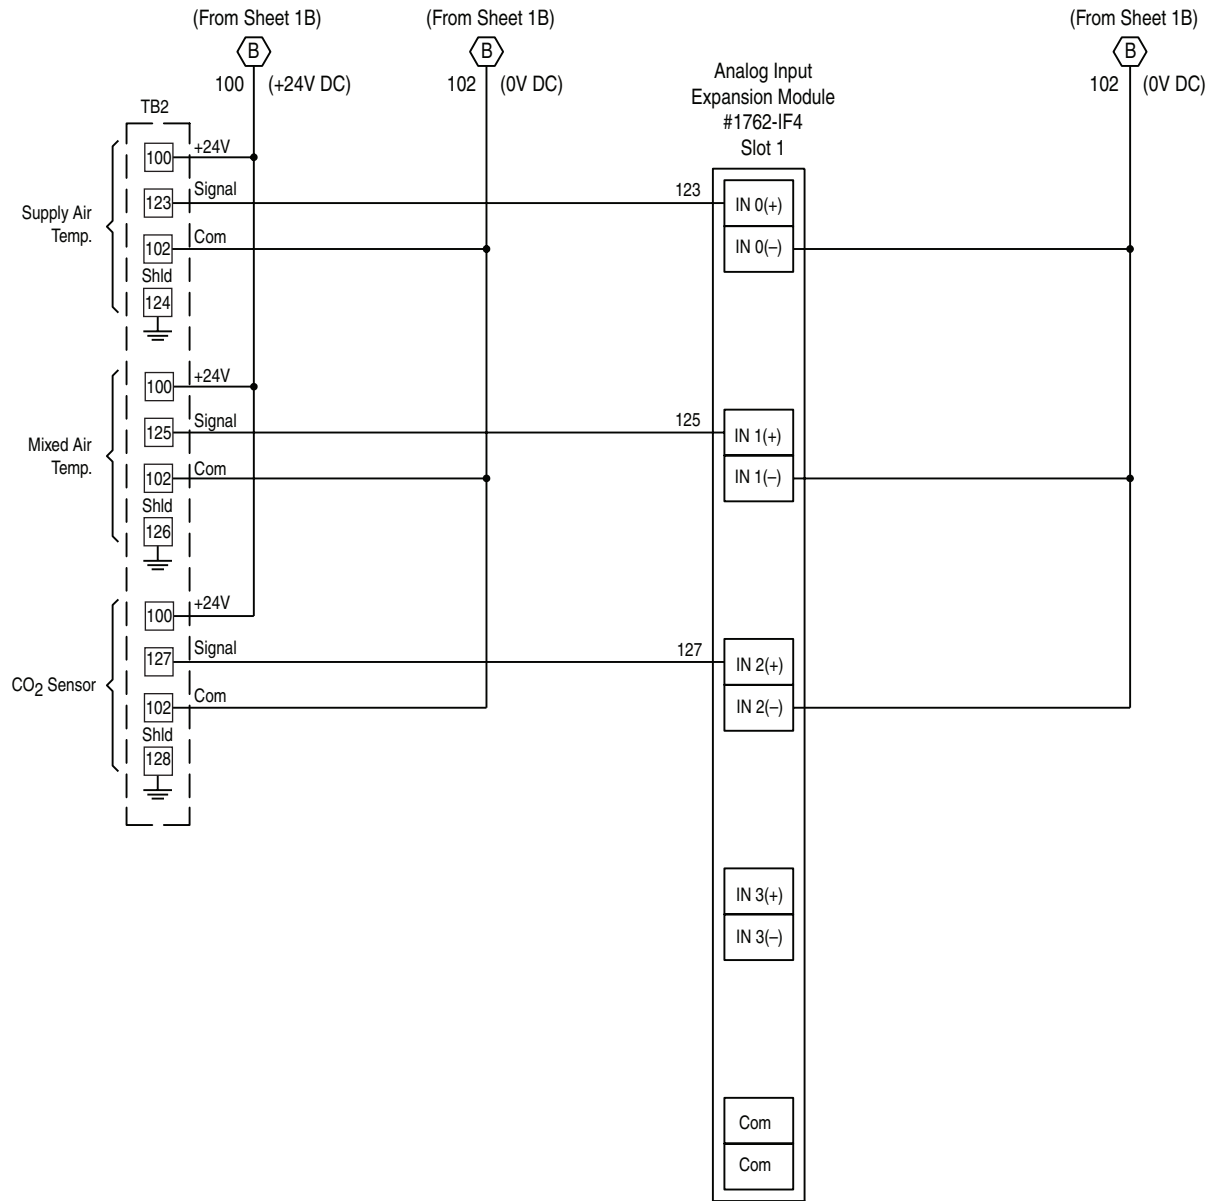 (From Sheet 1B)
B
100 (+24V DC)
(From Sheet 1B)
B
102 (0V DC)
(From Sheet 1B)
B
102 (0V DC)
Analog Input
Expansion Module
#1762-IF4
Slot 1
TB2
Supply Air
Temp.
100 +24V
123 Signal
102 Com
Shld
124
123
IN 0(+)
IN 0(–)
Mixed Air
Temp.
100 +24V
125 Signal
102 Com
Shld
126
125
IN 1(+)
IN 1(–)
CO2 Sensor
100 +24V
127 Signal
102 Com
Shld
128
127
IN 2(+)
IN 2(–)
IN 3(+)
IN 3(–)
Com
Com